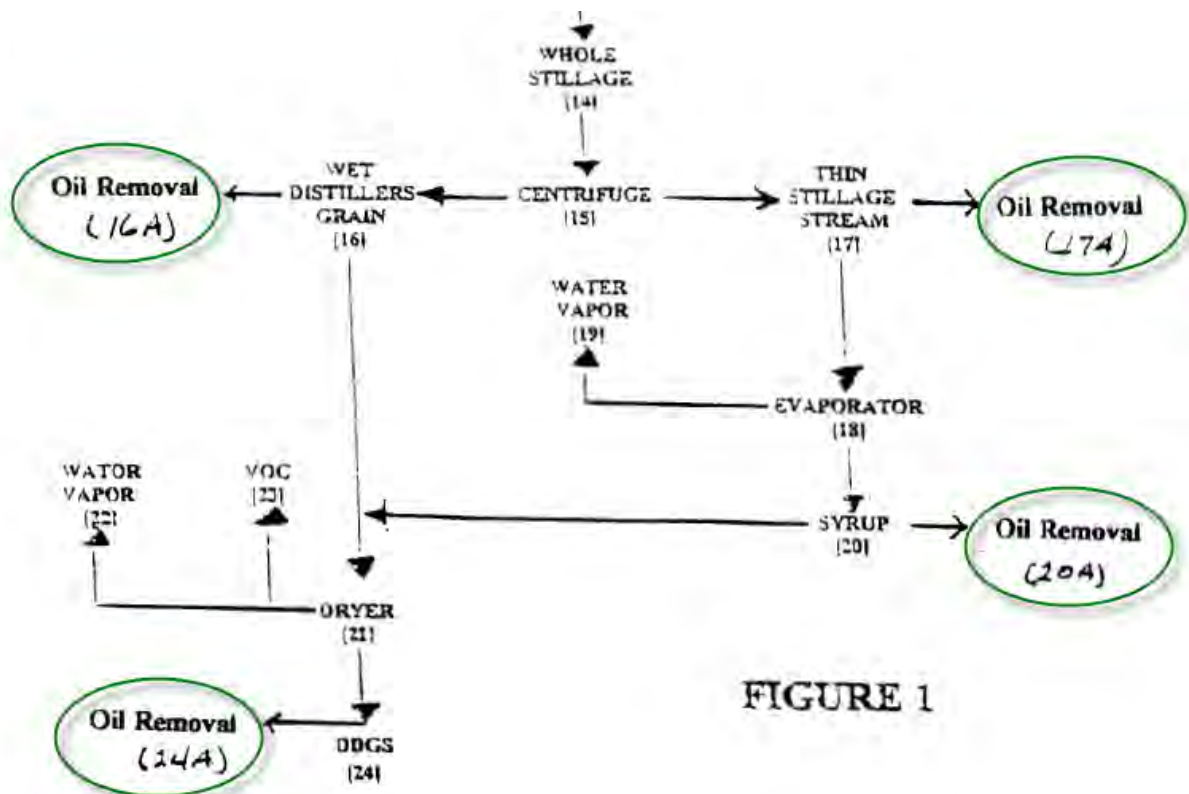 WHOLE
STILLAGE
[14]
Oil Removal
(16A)
WET
DISTILLERS
GRAIN
[16]
CENTRIFUGE
[15]
THIN
STILLAGE
STREAM
[17]
Oil Removal
(17A)
WATER
VAPOR
[19]
EVAPORATOR
[18]
WATOR
VAPOR
[22]
VOC
[23]
SYRUP
[20]
Oil Removal
(20A)
DRYER
[21]
Oil Removal
(24A)
DDGS
[24]
FIGURE 1